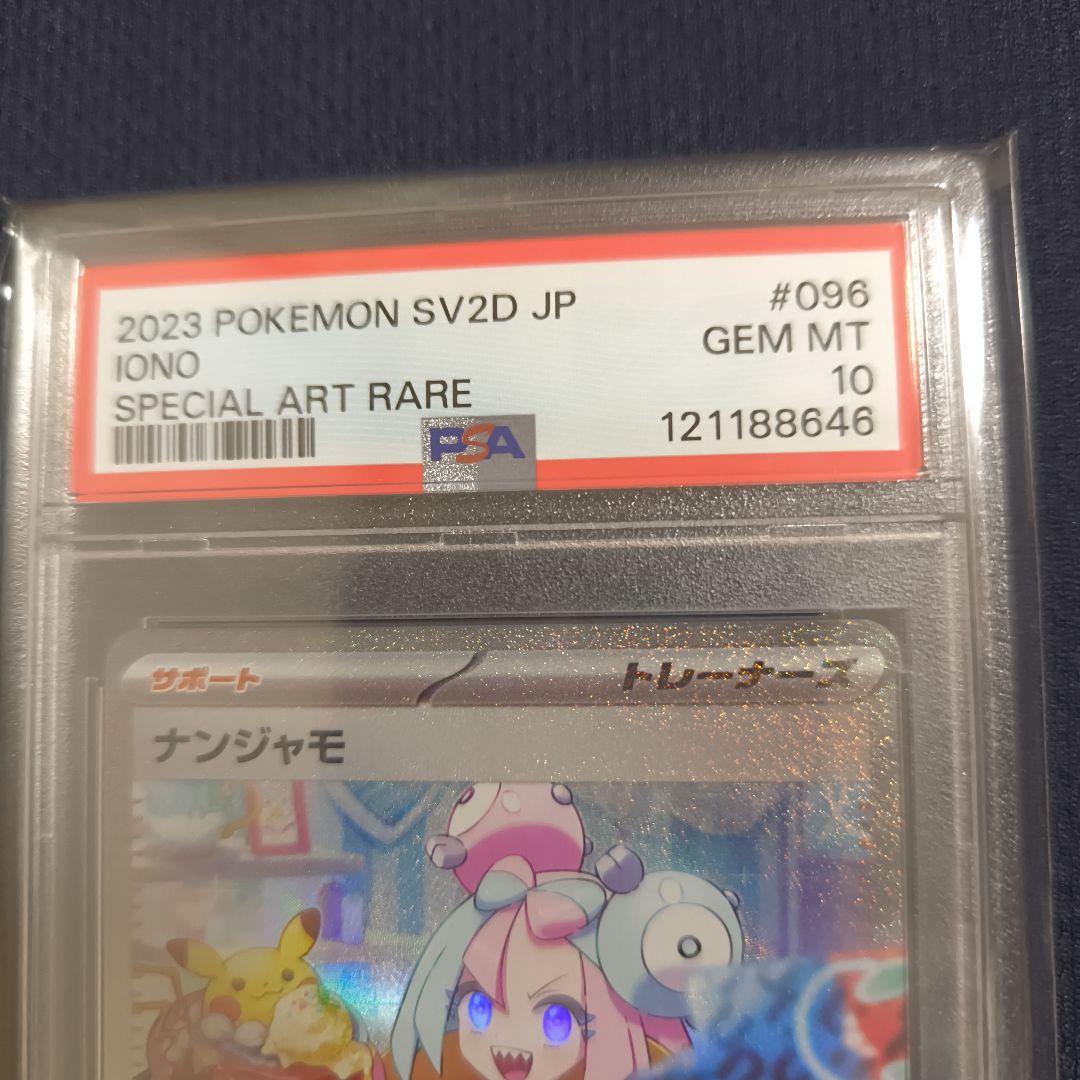 2023 POKEMON SV2D JP #096
IONO GEM MT
SPECIAL ART RARE 10
PSA 121188646
サポート トレーナーズ
ナンジャモ